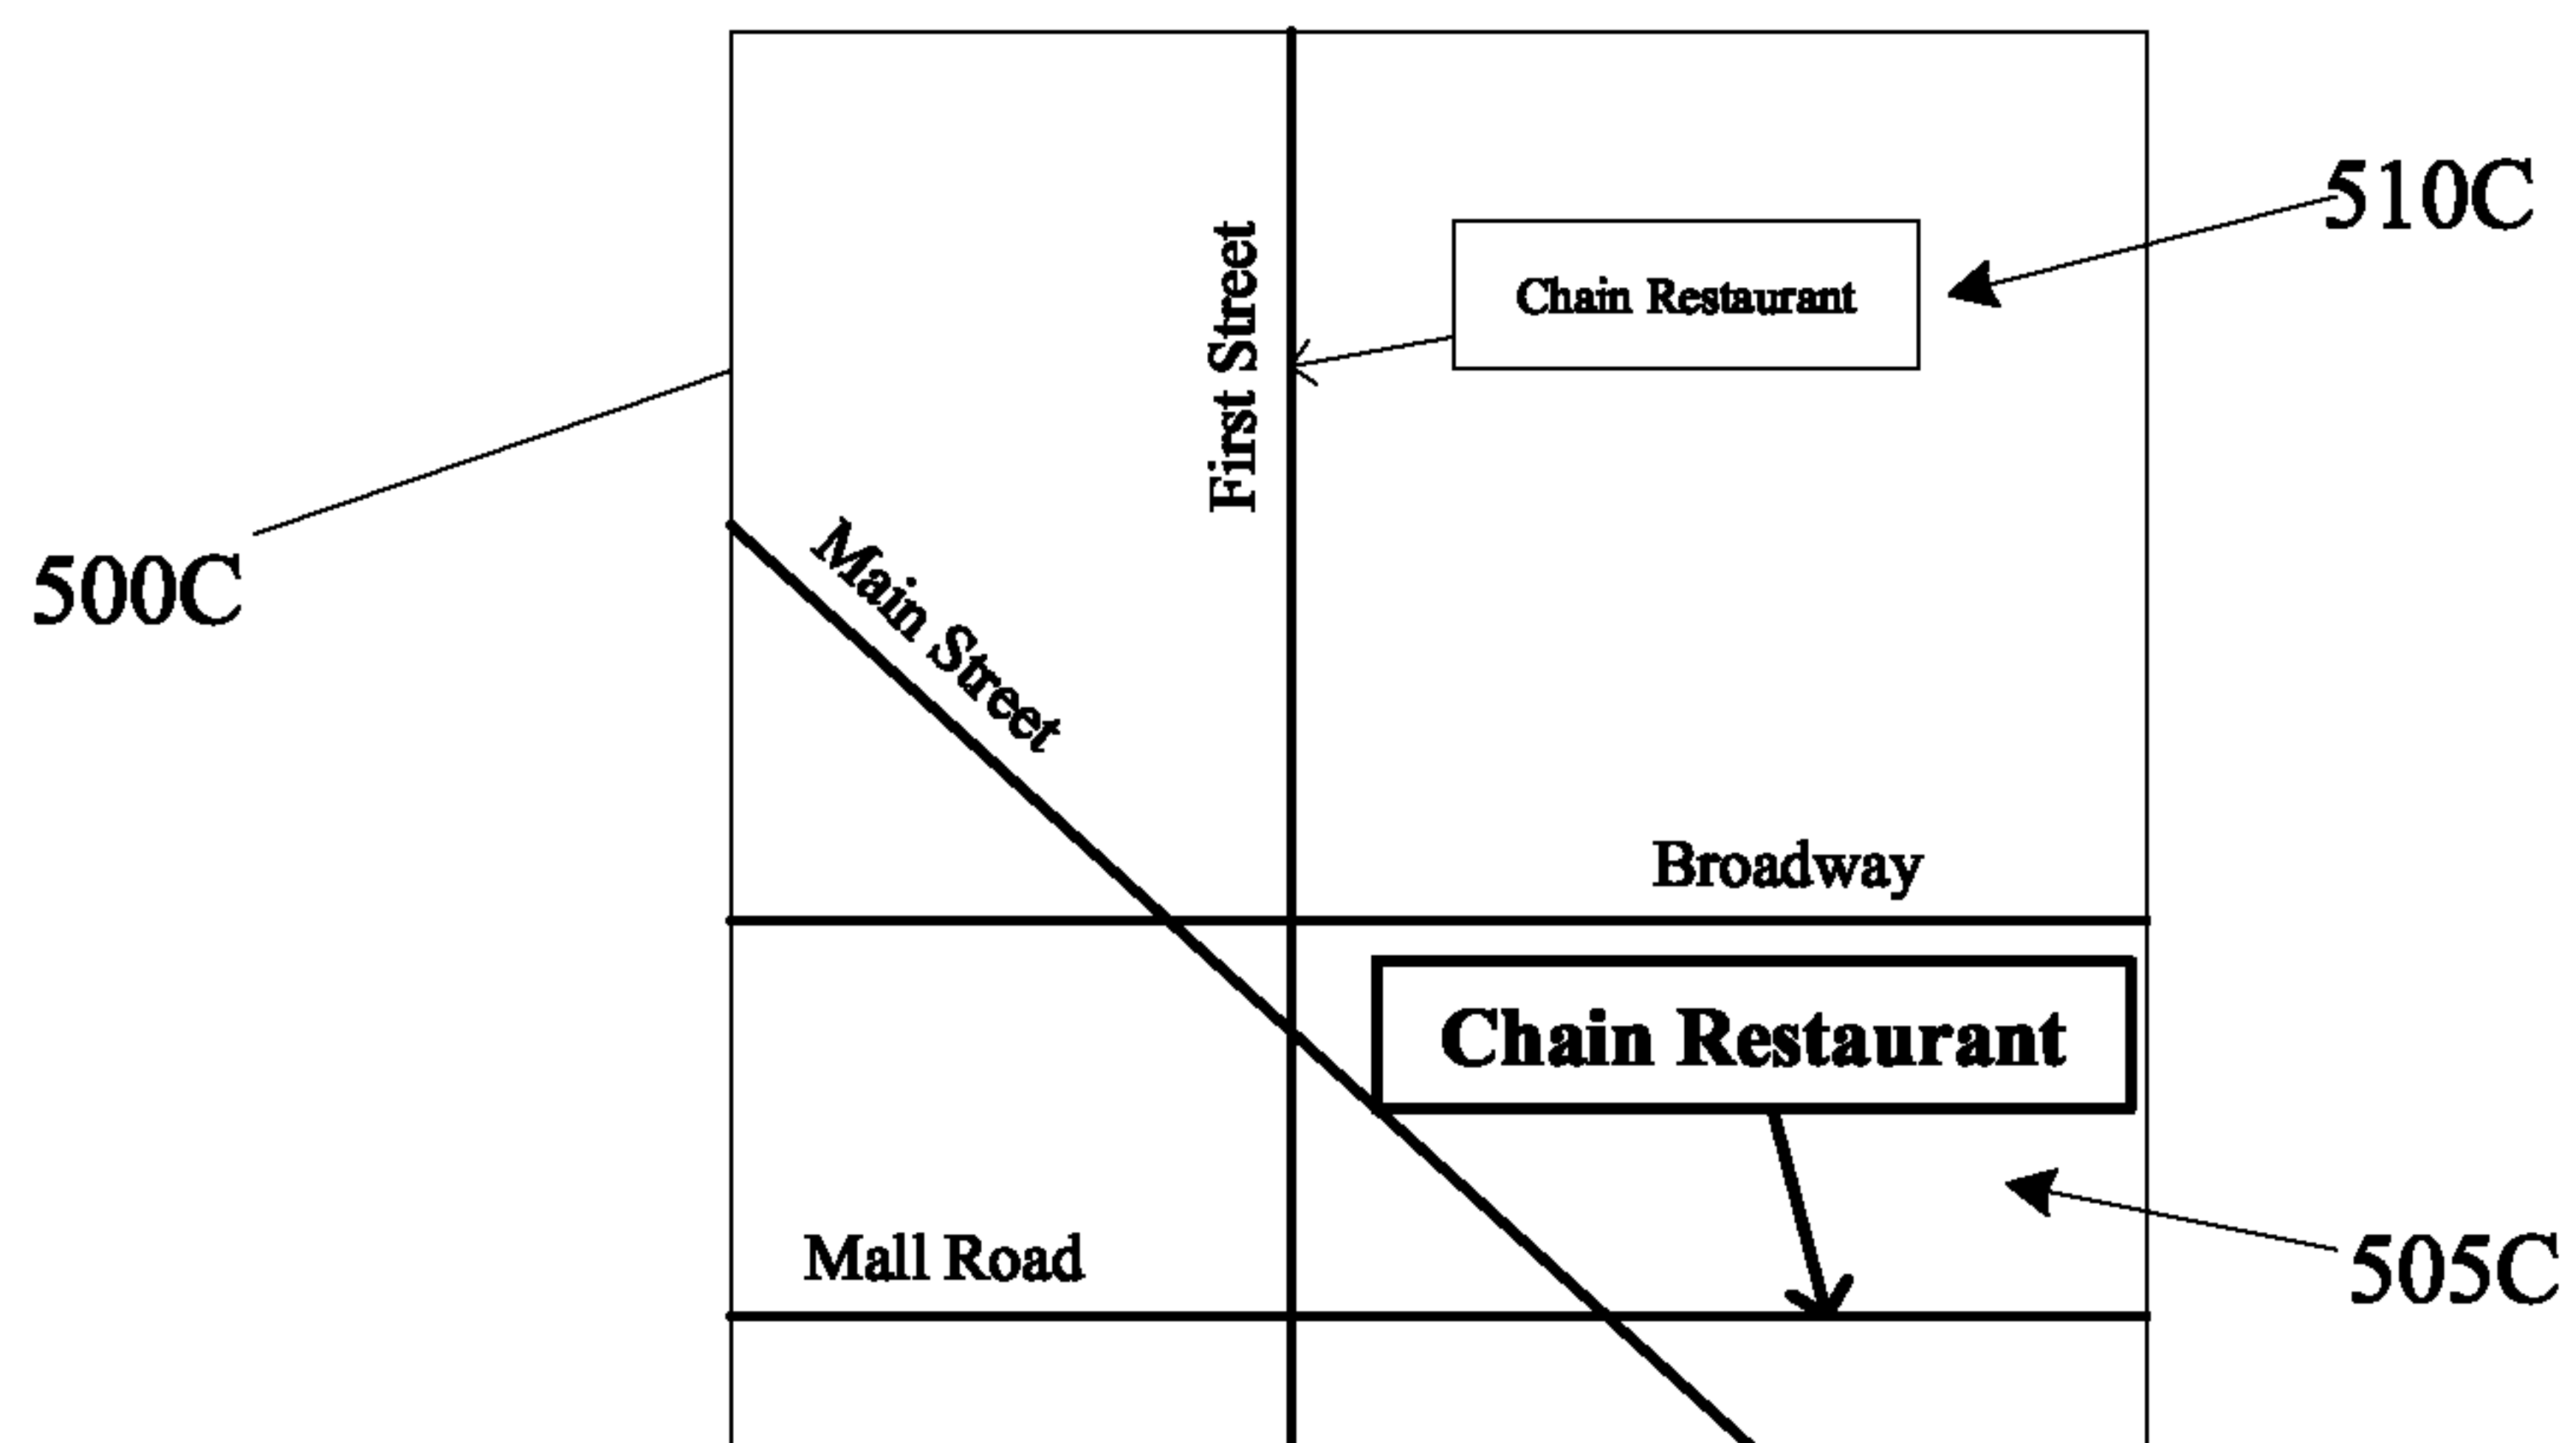 510C
Chain Restaurant
First Street
500C
Main Street
Broadway
Chain Restaurant
Mall Road
505C